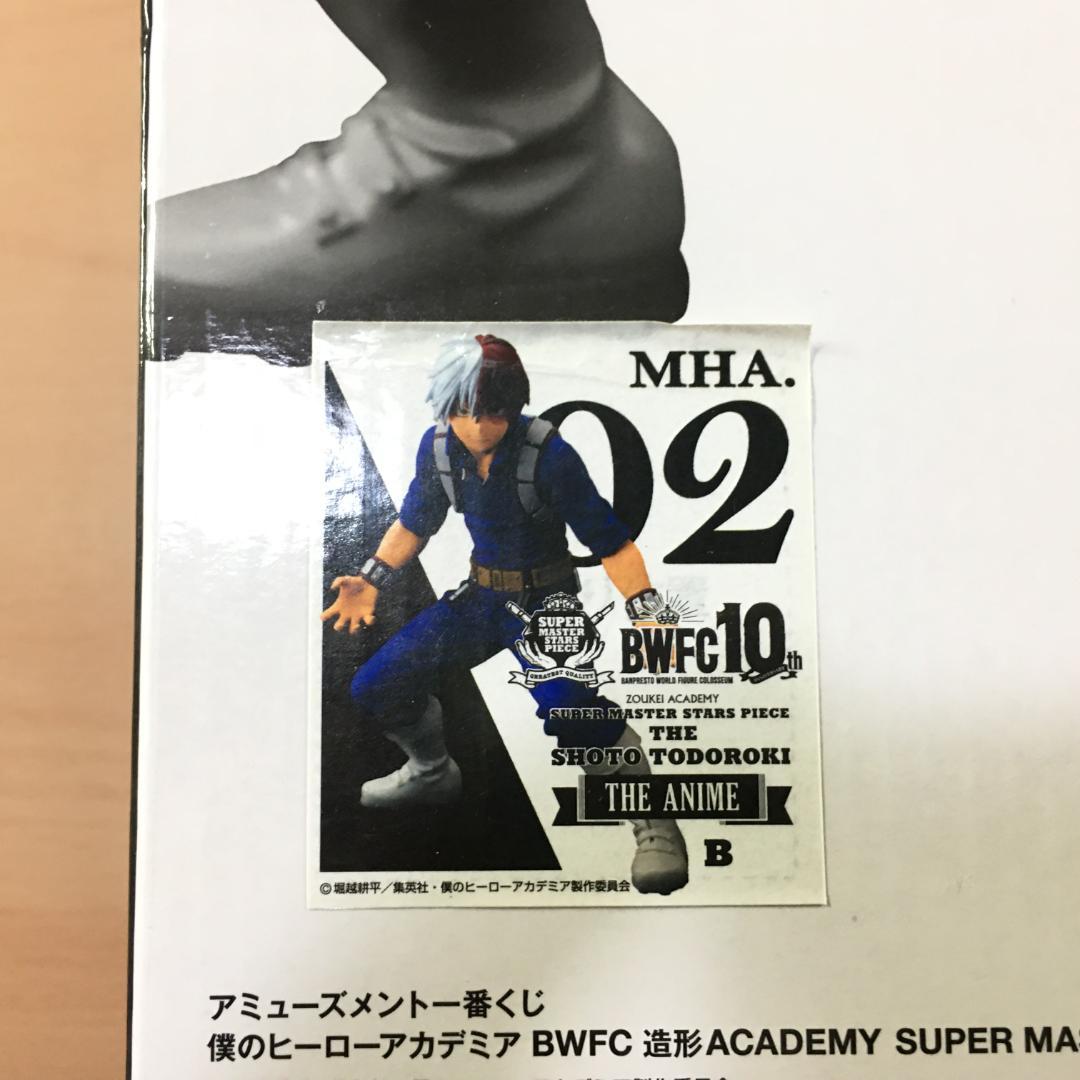 MHA.
02
SUPER
MASTER
STARS
PIECE
GREATEST QUALITY
BWFC 10th
BANPRESTO WORLD FIGURE COLOSSEUM
ZOUKEI ACADEMY
SUPER MASTER STARS PIECE
THE
SHOTO TODOROKI
THE ANIME
B
© 堀越耕平／集英社・僕のヒーローアカデミア製作委員会
アミューズメント一番くじ
僕のヒーローアカデミア BWFC 造形ACADEMY SUPER MAS